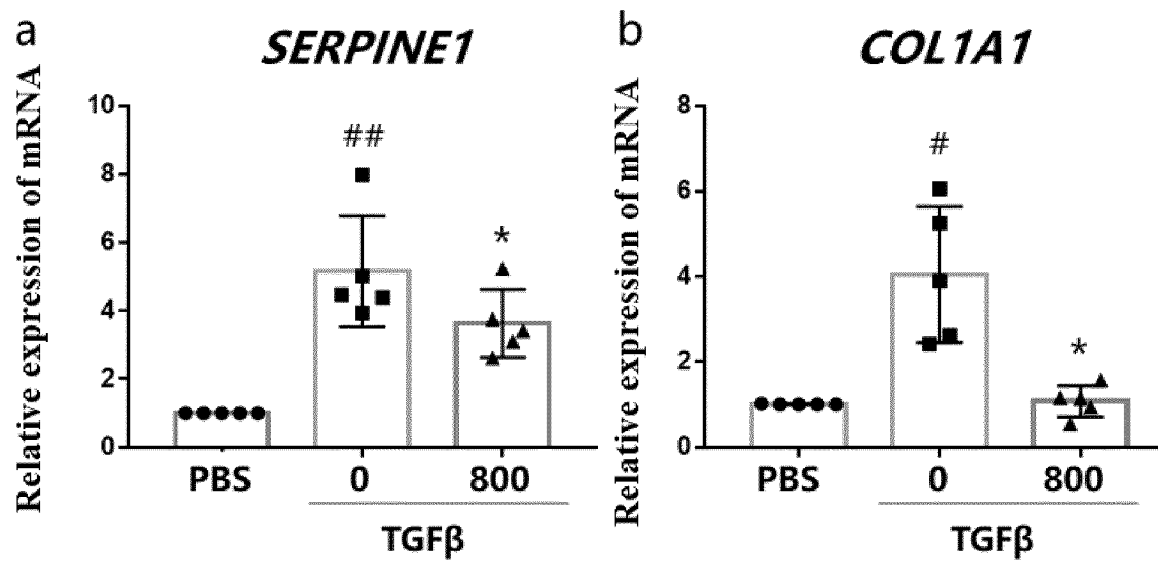 a
SERPINE1
Relative expression of mRNA
10
8
6
4
2
0
##
*
PBS
0
800
TGFβ
b
COL1A1
Relative expression of mRNA
8
6
4
2
0
#
*
PBS
0
800
TGFβ